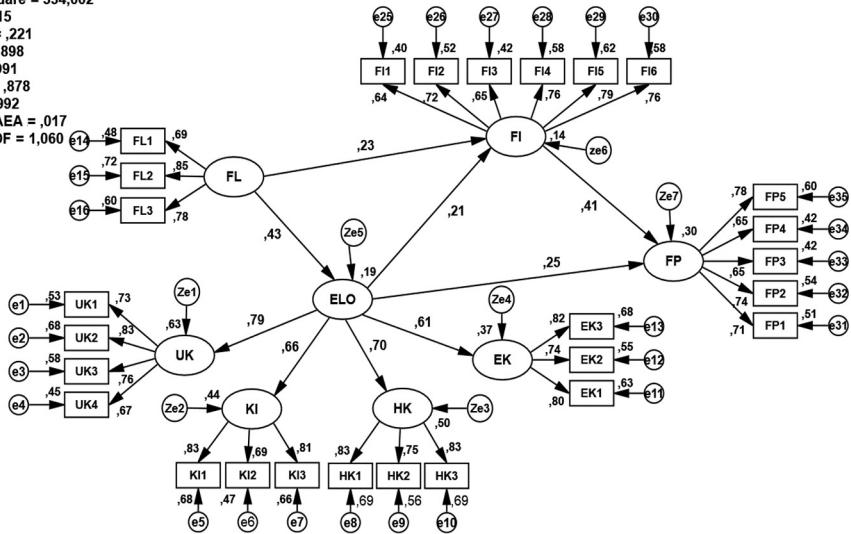 uare = 334,002
15
= ,221
898
991
,878
992
AEA = ,017
OF = 1,060
e25 e26 e27 e28 e29 e30
,40 ,52 ,42 ,58 ,62 ,58
FI1 FI2 FI3 FI4 FI5 FI6
,64 ,72 ,65 ,76 ,79 ,76
FI ,14
ze6
e14 ,48 FL1 ,69
e15 ,72 FL2 ,85
e16 ,60 FL3 ,78
FL
,23
,43
,21
,41
Ze7
,30
FP
,78 FP5 ,60 e35
,65 FP4 ,42 e34
FP3 ,42 e33
,65 FP2 ,54 e32
,74
,71 FP1 ,51 e31
Ze5
,19
ELO
,25
e1 ,53 UK1 ,73
e2 ,68 UK2 ,83
e3 ,58 UK3 ,76
e4 ,45 UK4 ,67
Ze1
,63
UK
,79
,66
,70
,61
Ze4
,37
EK
,82 EK3 ,68 e13
,74 EK2 ,55 e12
,80 EK1 ,63 e11
Ze2 ,44 KI
HK Ze3
,50
,83 ,69 ,81
KI1 KI2 KI3
,68 ,47 ,66
e5 e6 e7
,83 ,75 ,83
HK1 HK2 HK3
,69 ,56 ,69
e8 e9 e10